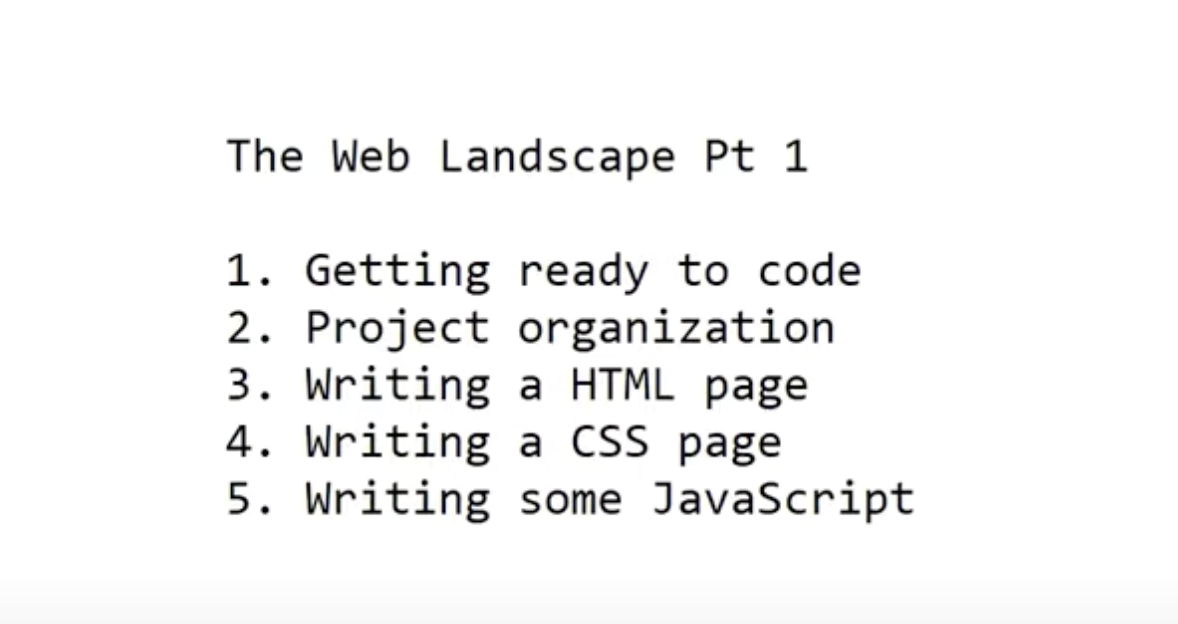 The Web Landscape Pt 1
1. Getting ready to code
2. Project organization
3. Writing a HTML page
4. Writing a CSS page
5. Writing some JavaScript